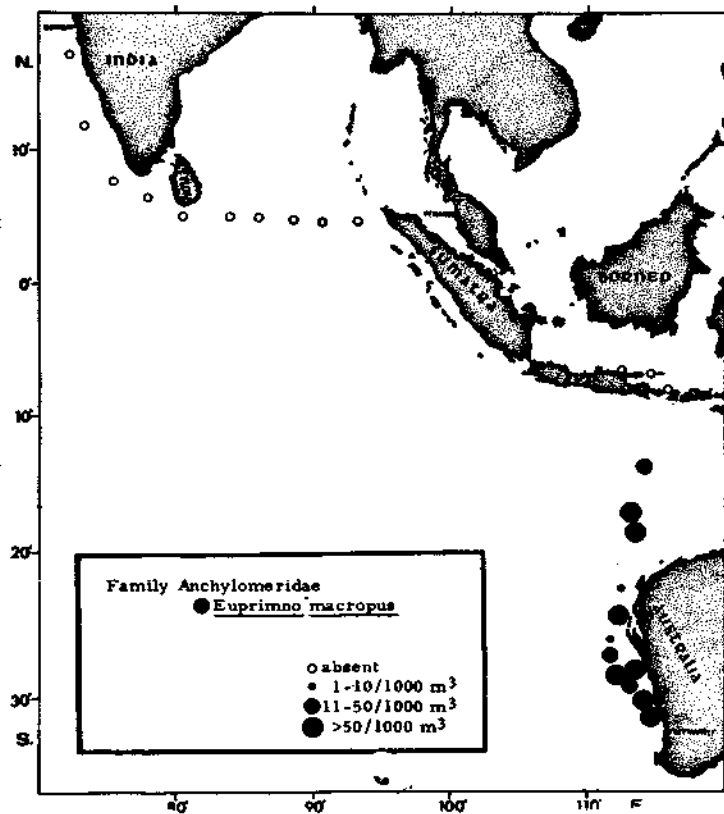 INDIA
N.
10°
SUMATRA
BORNEO
0°
10°
20°
Family Anchylomeridae
Euprimno macropus
AUSTRALIA
absent
1-10/1000 m³
11-50/1000 m³
>50/1000 m³
30°
S.
80°
90°
100°
110°
E